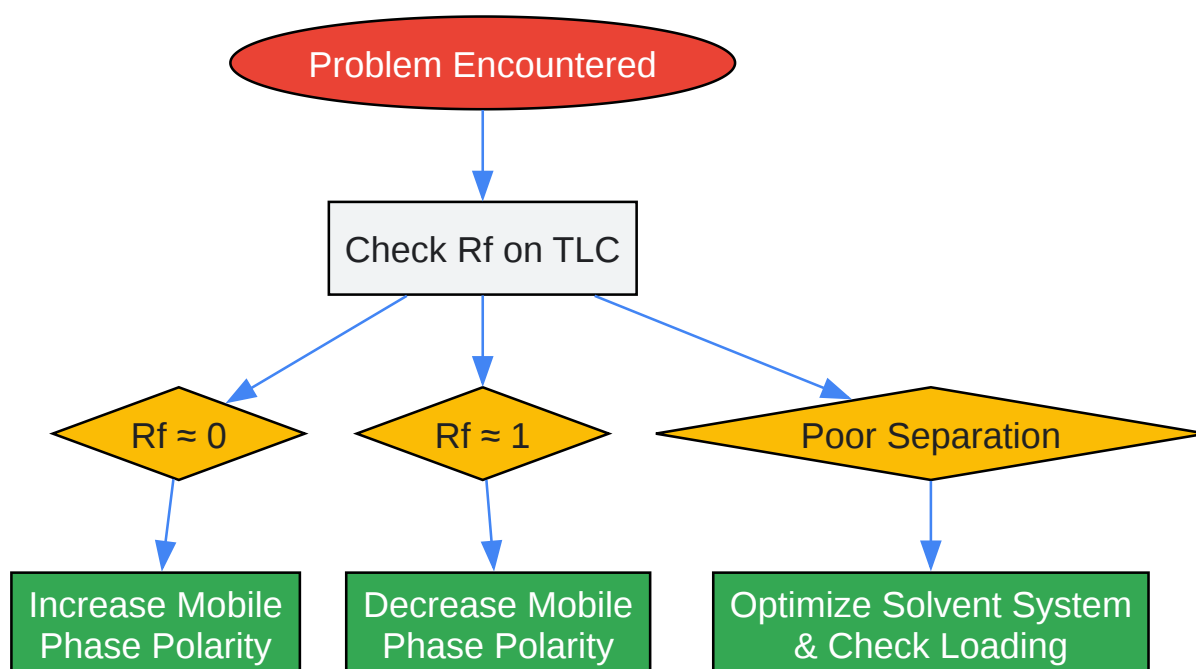 Problem Encountered
Check Rf on TLC
Rf ≈ 0
Rf ≈ 1
Poor Separation
Increase Mobile
Phase Polarity
Decrease Mobile
Phase Polarity
Optimize Solvent System
& Check Loading